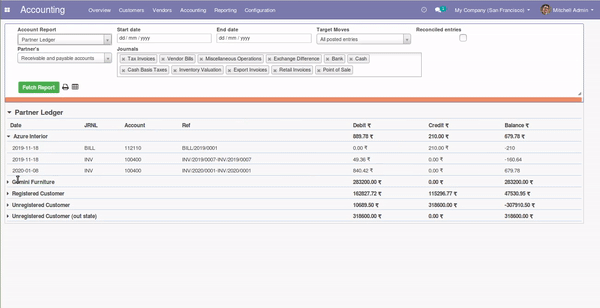 Accounting Overview Customers Vendors Accounting Reporting Configuration My Company (San Francisco) Mitchell Admin
Account Report Start date End date Target Moves Reconciled entries
Partner Ledger dd / mm / yyyy dd / mm / yyyy All posted entries
Partner's Journals
Receivable and payable accounts × Tax Invoices × Vendor Bills × Miscellaneous Operations × Exchange Difference × Bank × Cash
× Cash Basis Taxes × Inventory Valuation × Export Invoices × Retail Invoices × Point of Sale
Fetch Report
Partner Ledger
Date JRNL Account Ref Debit ₹ Credit ₹ Balance ₹
Azure Interior 889.78 ₹ 210.00 ₹ 679.78 ₹
2019-11-18 BILL 112110 BILL/2019/0001 0.00 ₹ 210.00 ₹ -210
2019-11-18 INV 100400 INV/2019/0007-INV/2019/0007 49.36 ₹ 0.00 ₹ -160.64
2020-01-08 INV 100400 INV/2020/0001-INV/2020/0001 840.42 ₹ 0.00 ₹ 679.78
Gemini Furniture 283200.00 ₹ 0.00 ₹ 283200.00 ₹
Registered Customer 162827.72 ₹ 115296.77 ₹ 47530.95 ₹
Unregistered Customer 10689.50 ₹ 318600.00 ₹ -307910.50 ₹
Unregistered Customer (out state) 318600.00 ₹ 0.00 ₹ 318600.00 ₹